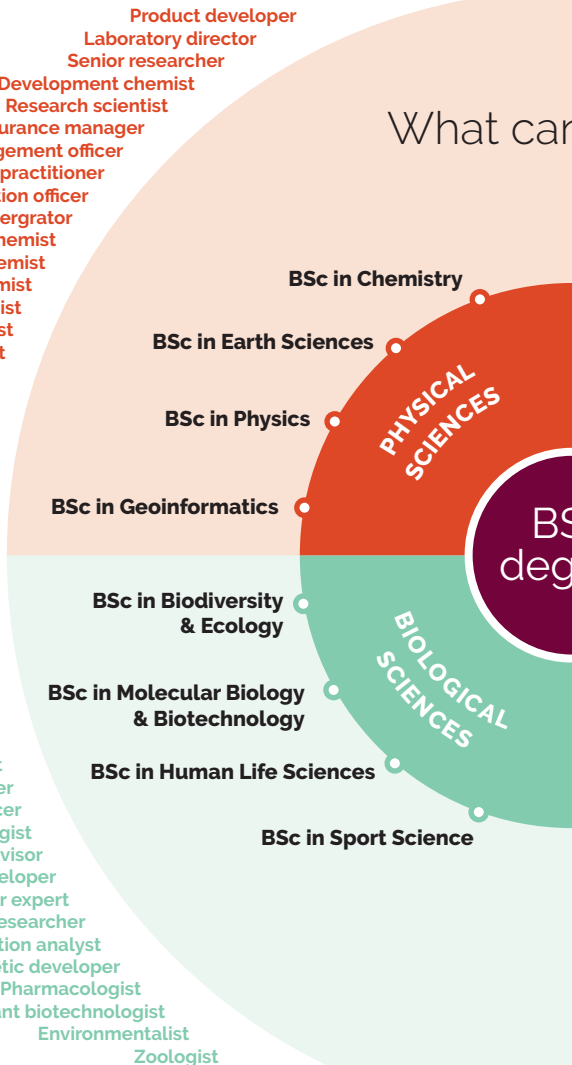 Product developer
Laboratory director
Senior researcher
Development chemist
Research scientist
urance manager
gement officer
practitioner
tion officer
ergrator
hemist
emist
mist
ist
st
t
What can
BSc in Chemistry
BSc in Earth Sciences
BSc in Physics
BSc in Geoinformatics
PHYSICAL
SCIENCES
BS
deg
BSc in Biodiversity
& Ecology
BSc in Molecular Biology
& Biotechnology
BSc in Human Life Sciences
BSc in Sport Science
BIOLOGICAL
SCIENCES
t
er
cer
gist
visor
eloper
r expert
esearcher
tion analyst
etic developer
Pharmacologist
ant biotechnologist
Environmentalist
Zoologist